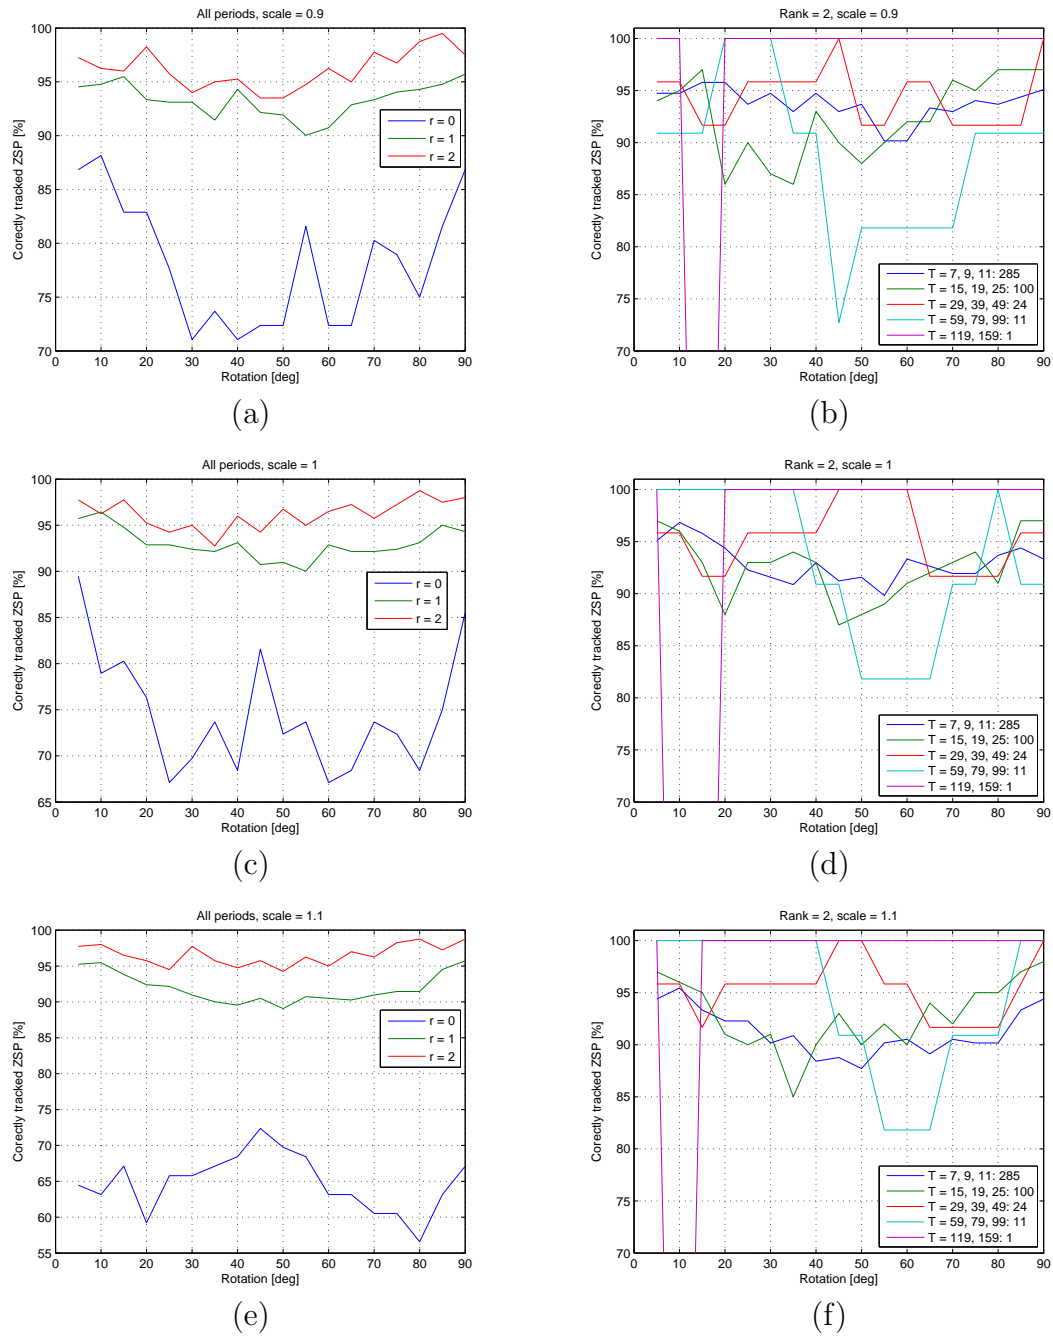 All periods, scale = 0.9
100
95
90
85
80
75
70
0 10 20 30 40 50 60 70 80 90
Corectly tracked ZSP [%]
Rotation [deg]
r = 0
r = 1
r = 2
(a)
Rank = 2, scale = 0.9
100
95
90
85
80
75
70
0 10 20 30 40 50 60 70 80 90
Corectly tracked ZSP [%]
Rotation [deg]
T = 7, 9, 11: 285
T = 15, 19, 25: 100
T = 29, 39, 49: 24
T = 59, 79, 99: 11
T = 119, 159: 1
(b)
All periods, scale = 1
100
95
90
85
80
75
70
65
0 10 20 30 40 50 60 70 80 90
Corectly tracked ZSP [%]
Rotation [deg]
r = 0
r = 1
r = 2
(c)
Rank = 2, scale = 1
100
95
90
85
80
75
70
0 10 20 30 40 50 60 70 80 90
Corectly tracked ZSP [%]
Rotation [deg]
T = 7, 9, 11: 285
T = 15, 19, 25: 100
T = 29, 39, 49: 24
T = 59, 79, 99: 11
T = 119, 159: 1
(d)
All periods, scale = 1.1
100
95
90
85
80
75
70
65
60
55
0 10 20 30 40 50 60 70 80 90
Corectly tracked ZSP [%]
Rotation [deg]
r = 0
r = 1
r = 2
(e)
Rank = 2, scale = 1.1
100
95
90
85
80
75
70
0 10 20 30 40 50 60 70 80 90
Corectly tracked ZSP [%]
Rotation [deg]
T = 7, 9, 11: 285
T = 15, 19, 25: 100
T = 29, 39, 49: 24
T = 59, 79, 99: 11
T = 119, 159: 1
(f)